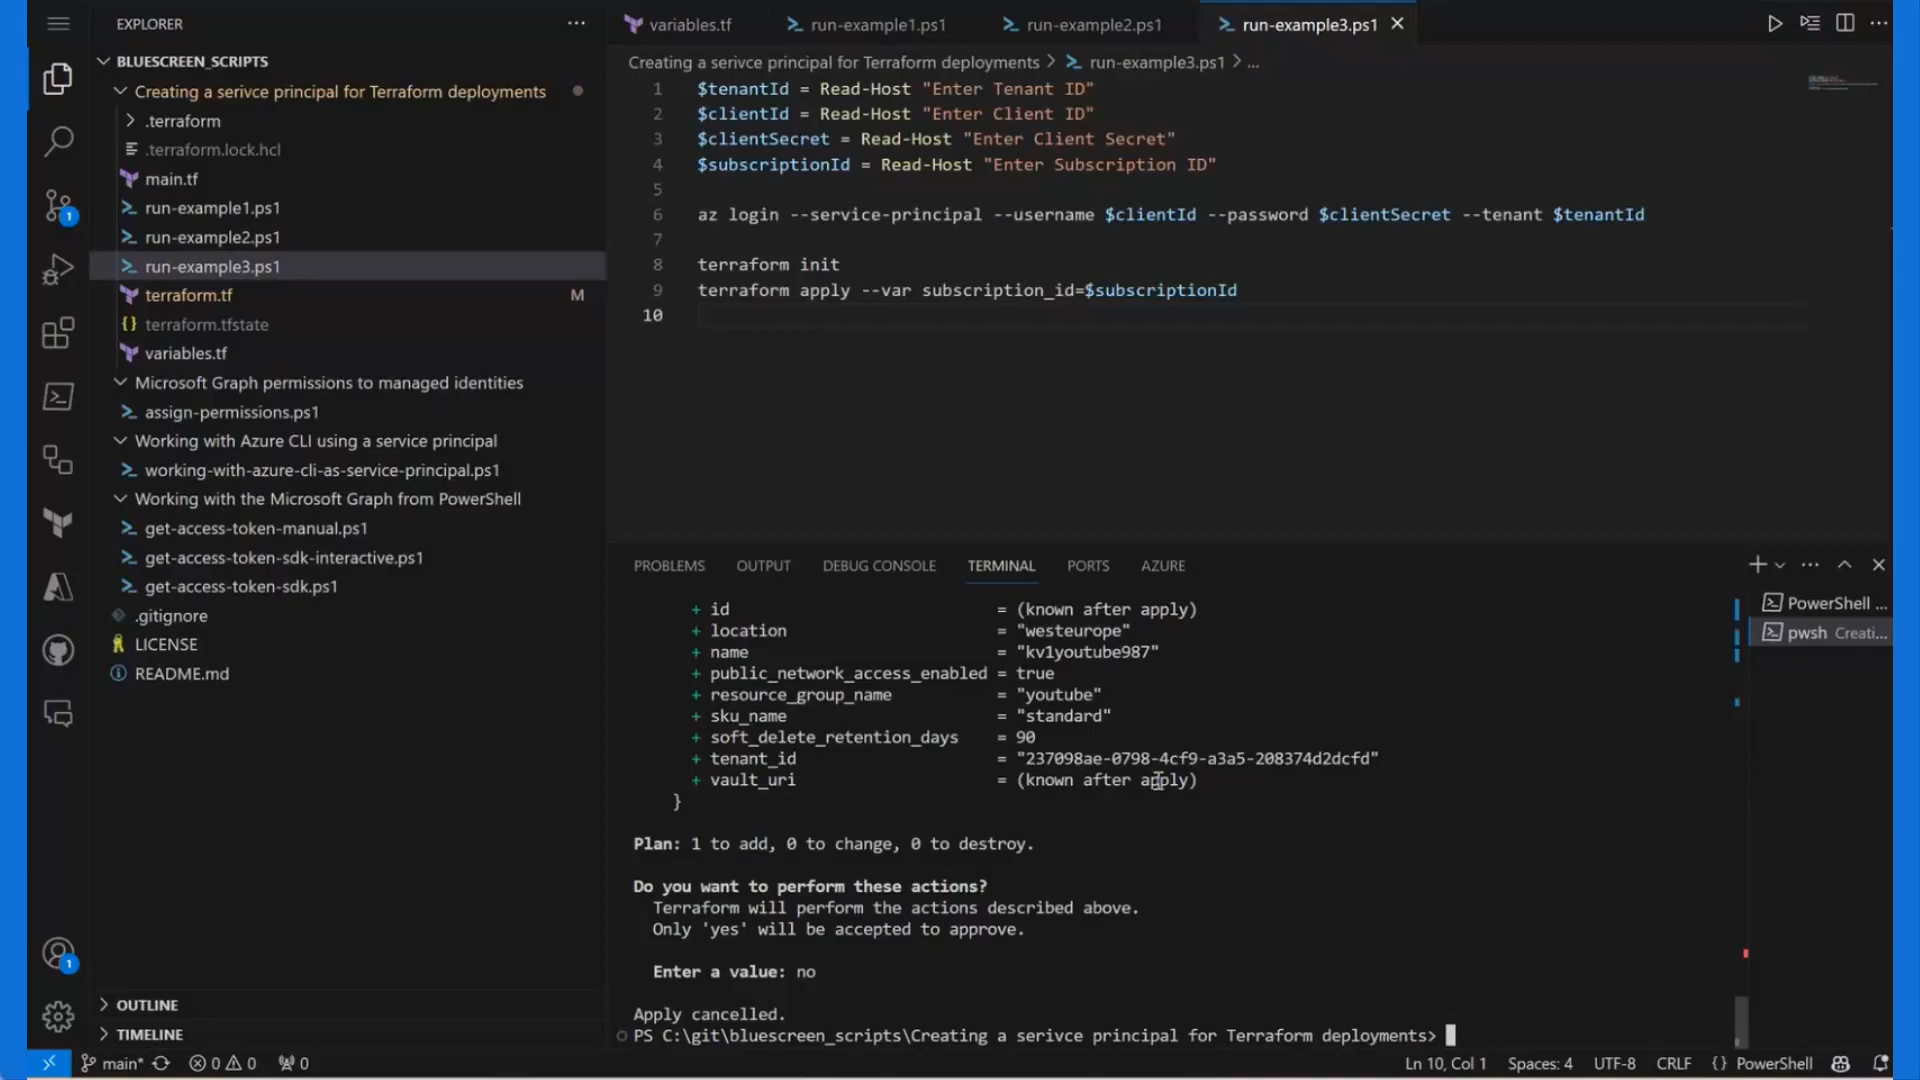 EXPLORER
BLUESCREEN_SCRIPTS
Creating a serivce principal for Terraform deployments
.terraform
.terraform.lock.hcl
main.tf
run-example1.ps1
run-example2.ps1
run-example3.ps1
terraform.tf M
terraform.tfstate
variables.tf
Microsoft Graph permissions to managed identities
assign-permissions.ps1
Working with Azure CLI using a service principal
working-with-azure-cli-as-service-principal.ps1
Working with the Microsoft Graph from PowerShell
get-access-token-manual.ps1
get-access-token-sdk-interactive.ps1
get-access-token-sdk.ps1
.gitignore
LICENSE
README.md
OUTLINE
TIMELINE
1
1
variables.tf run-example1.ps1 run-example2.ps1 run-example3.ps1
Creating a serivce principal for Terraform deployments > run-example3.ps1 > ...
1 $tenantId = Read-Host "Enter Tenant ID"
2 $clientId = Read-Host "Enter Client ID"
3 $clientSecret = Read-Host "Enter Client Secret"
4 $subscriptionId = Read-Host "Enter Subscription ID"
5
6 az login --service-principal --username $clientId --password $clientSecret --tenant $tenantId
7
8 terraform init
9 terraform apply --var subscription_id=$subscriptionId
10
PROBLEMS OUTPUT DEBUG CONSOLE TERMINAL PORTS AZURE
+ id = (known after apply)
+ location = "westeurope"
+ name = "kv1youtube987"
+ public_network_access_enabled = true
+ resource_group_name = "youtube"
+ sku_name = "standard"
+ soft_delete_retention_days = 90
+ tenant_id = "237098ae-0798-4cf9-a3a5-208374d2dcfd"
+ vault_uri = (known after apply)
}
Plan: 1 to add, 0 to change, 0 to destroy.
Do you want to perform these actions?
Terraform will perform the actions described above.
Only 'yes' will be accepted to approve.
Enter a value: no
Apply cancelled.
PS C:\git\bluescreen_scripts\Creating a serivce principal for Terraform deployments>
PowerShell ...
pwsh Creati...
main* 0 0 0 Ln 10, Col 1 Spaces: 4 UTF-8 CRLF {} PowerShell